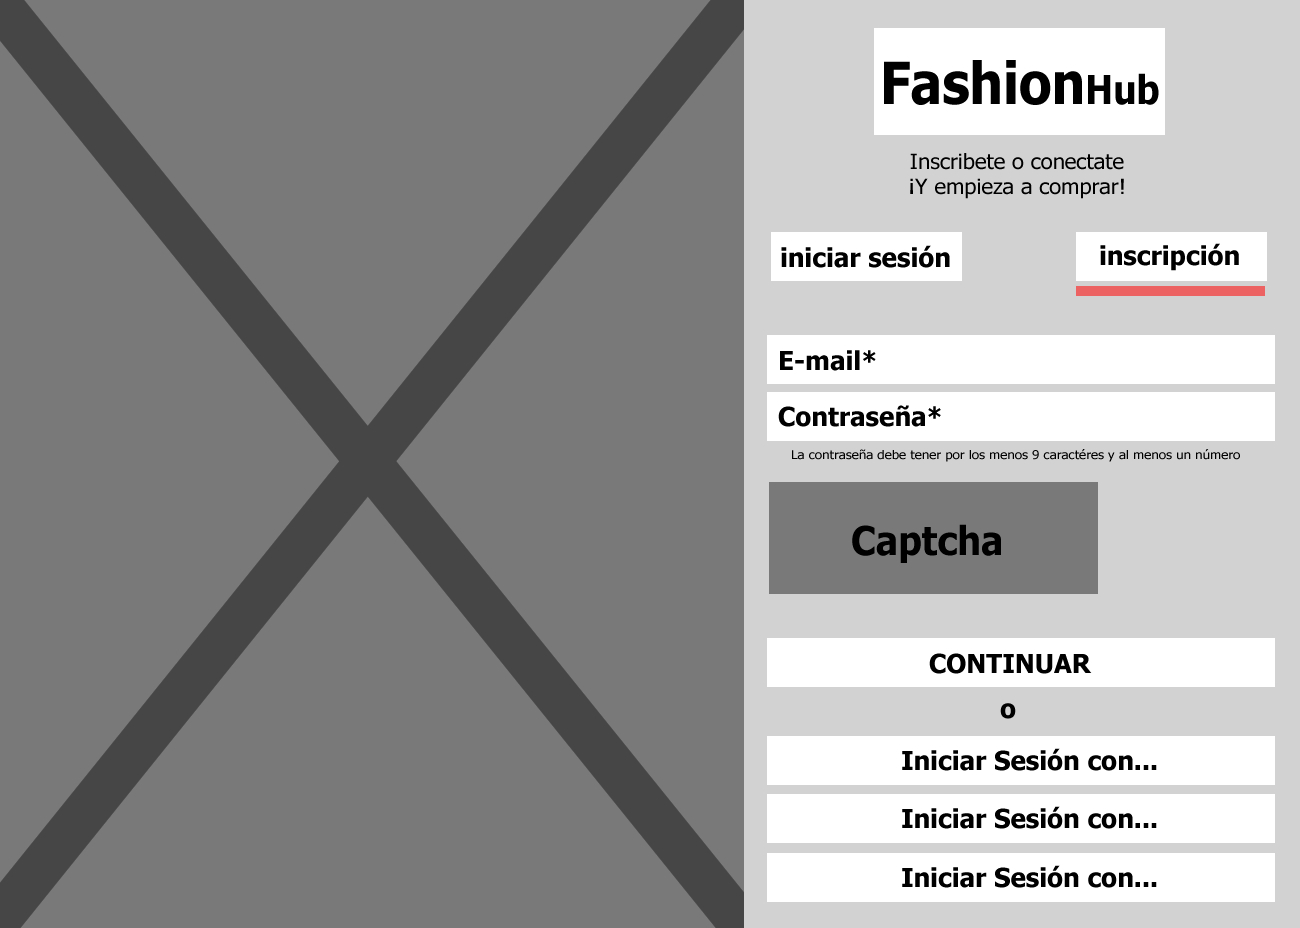 FashionHub
Inscribete o conectate
¡Y empieza a comprar!
iniciar sesión
inscripción
E-mail*
Contraseña*
La contraseña debe tener por los menos 9 caractéres y al menos un número
Captcha
CONTINUAR
o
Iniciar Sesión con...
Iniciar Sesión con...
Iniciar Sesión con...